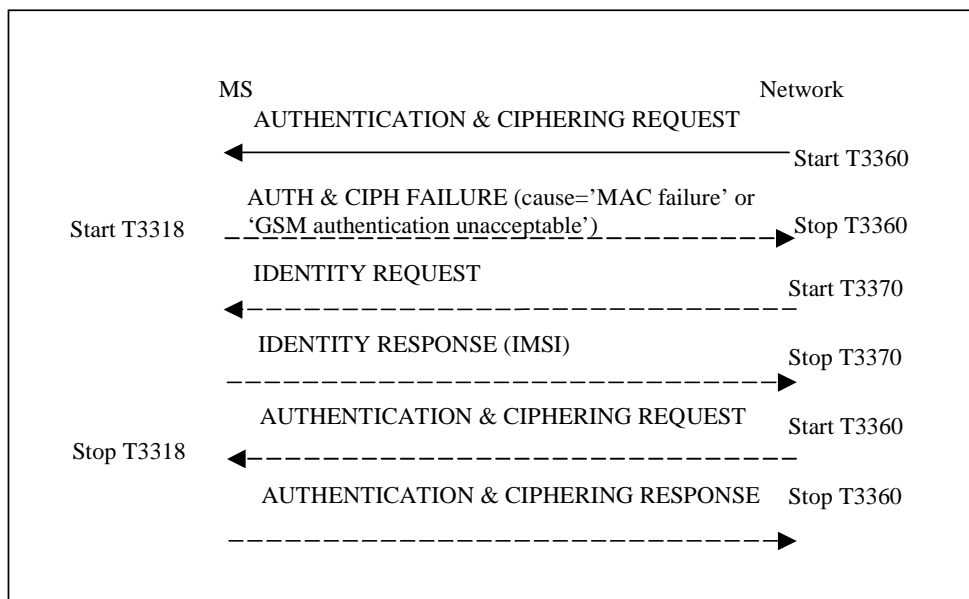 MS
Network
AUTHENTICATION & CIPHERING REQUEST
Start T3360
AUTH & CIPH FAILURE (cause=’MAC failure’ or
‘GSM authentication unacceptable’)
Start T3318
Stop T3360
IDENTITY REQUEST
Start T3370
IDENTITY RESPONSE (IMSI)
Stop T3370
AUTHENTICATION & CIPHERING REQUEST
Start T3360
Stop T3318
AUTHENTICATION & CIPHERING RESPONSE
Stop T3360